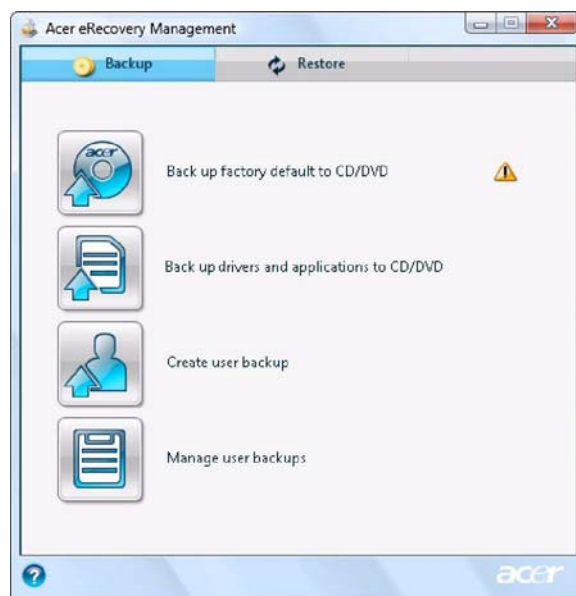 Acer eRecovery Management
Backup
Restore
acer
Back up factory default to CD/DVD
Back up drivers and applications to CD/DVD
Create user backup
Manage user backups
?
acer